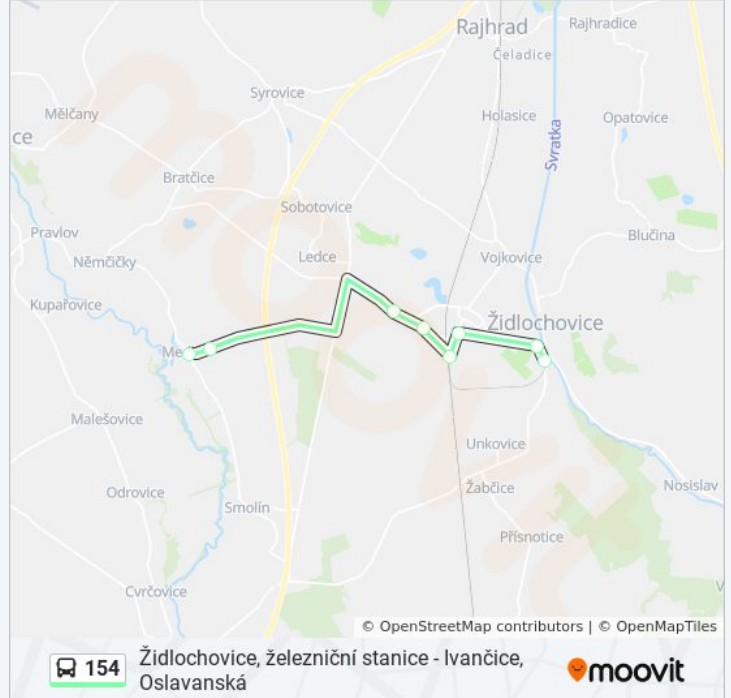 Rajhrad
Rajhradice
Čeladice
Syrovice
Mělčany
Holasice
Opatovice
ce
Svratka
Bratčice
Sobotovice
Pravlov
Blučina
Němčičky
Ledce
Vojkovice
Kupařovice
Židlochovice
Me
Malešovice
Unkovice
Žabčice
Nosislav
Odrovice
Smolín
Přísnotice
Cvrčovice
V
© OpenStreetMap contributors | © OpenMapTiles
154
Židlochovice, železniční stanice - Ivančice,
Oslavanská
moovit
moovit